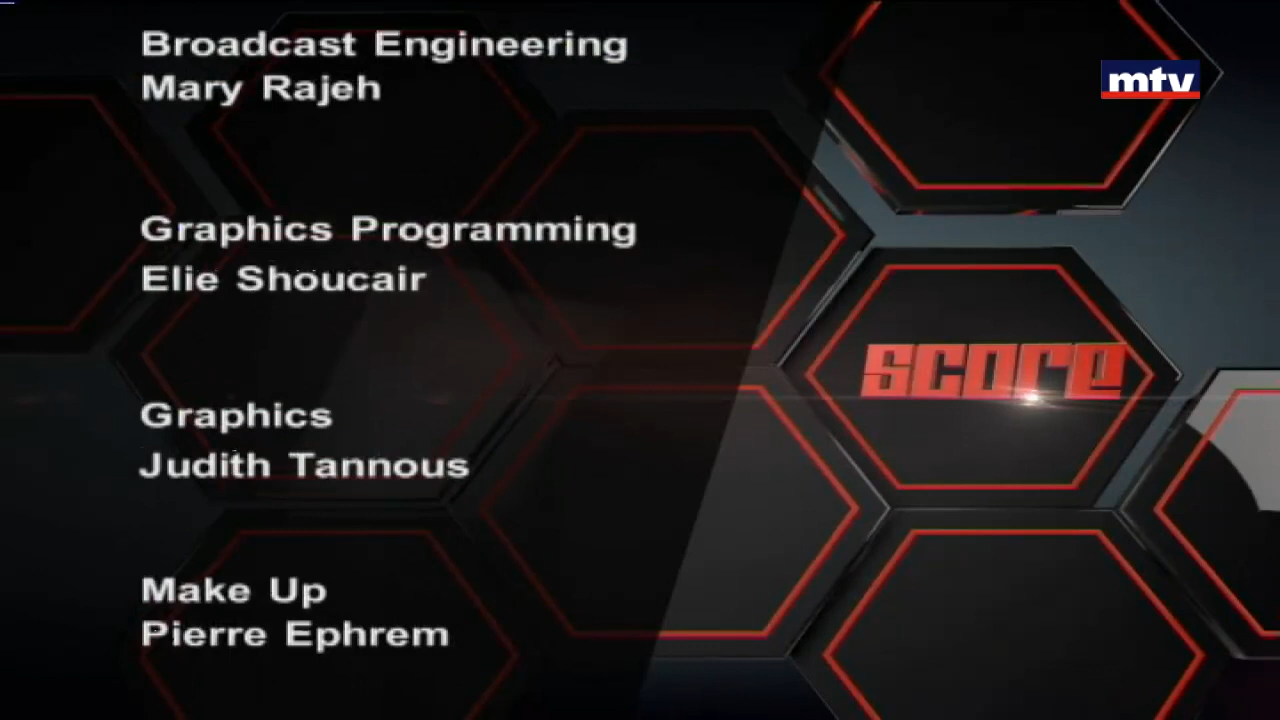 Broadcast Engineering
Mary Rajeh
mtv
Graphics Programming
Elie Shoucair
score
Graphics
Judith Tannous
Make Up
Pierre Ephrem